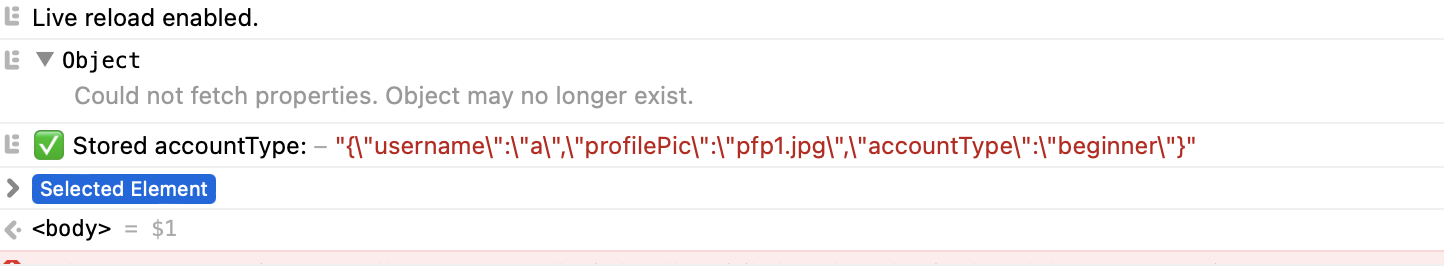 Live reload enabled.
▼ Object
Could not fetch properties. Object may no longer exist.
✅ Stored accountType: – "{\"username\":\"a\",\"profilePic\":\"pfp1.jpg\",\"accountType\":\"beginner\"}"
Selected Element
<body> = $1